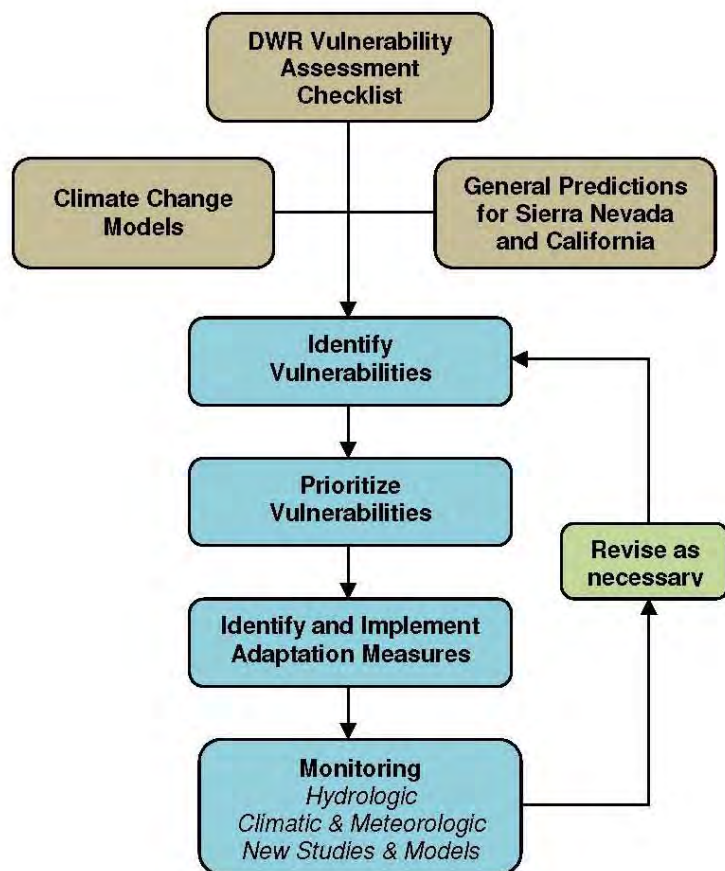 DWR Vulnerability
Assessment
Checklist
Climate Change
Models
General Predictions
for Sierra Nevada
and California
Identify
Vulnerabilities
Prioritize
Vulnerabilities
Revise as
necessary
Identify and Implement
Adaptation Measures
Monitoring
Hydrologic
Climatic & Meteorologic
New Studies & Models